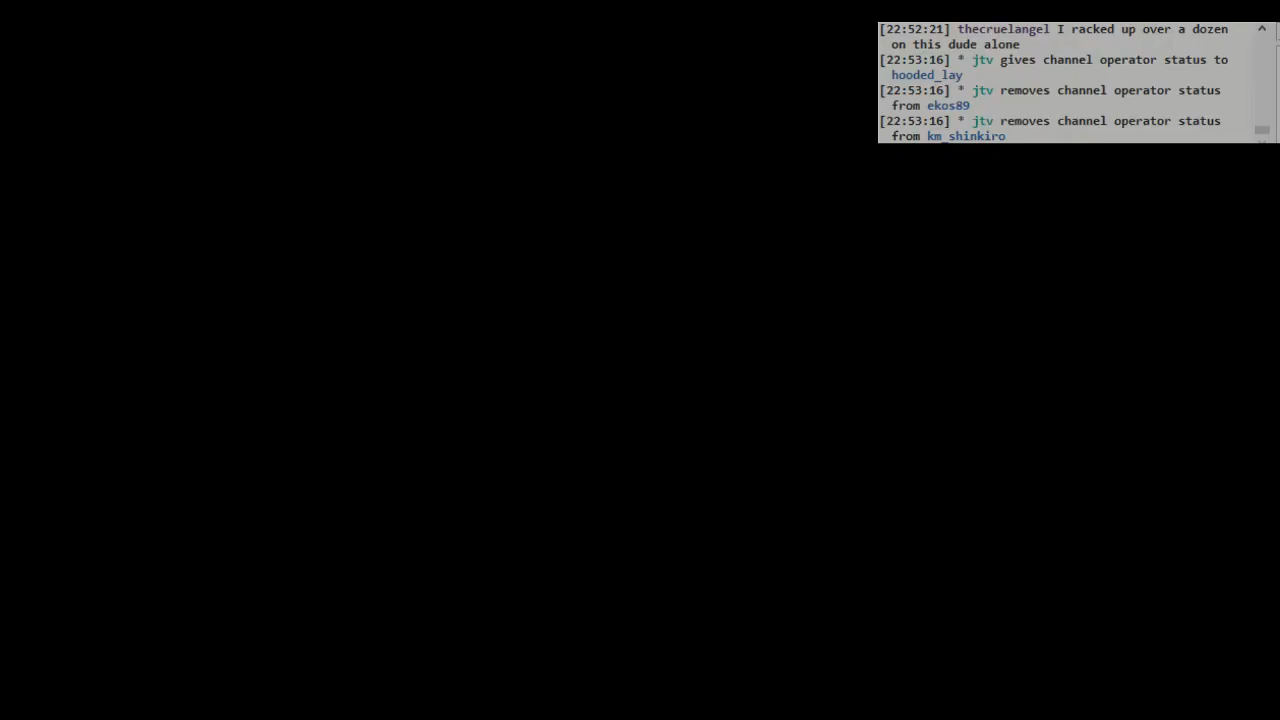 [22:52:21] thecruelangel I racked up over a dozen
on this dude alone
[22:53:16] * jtv gives channel operator status to
hooded_lay
[22:53:16] * jtv removes channel operator status
from ekos89
[22:53:16] * jtv removes channel operator status
from km_shinkiro